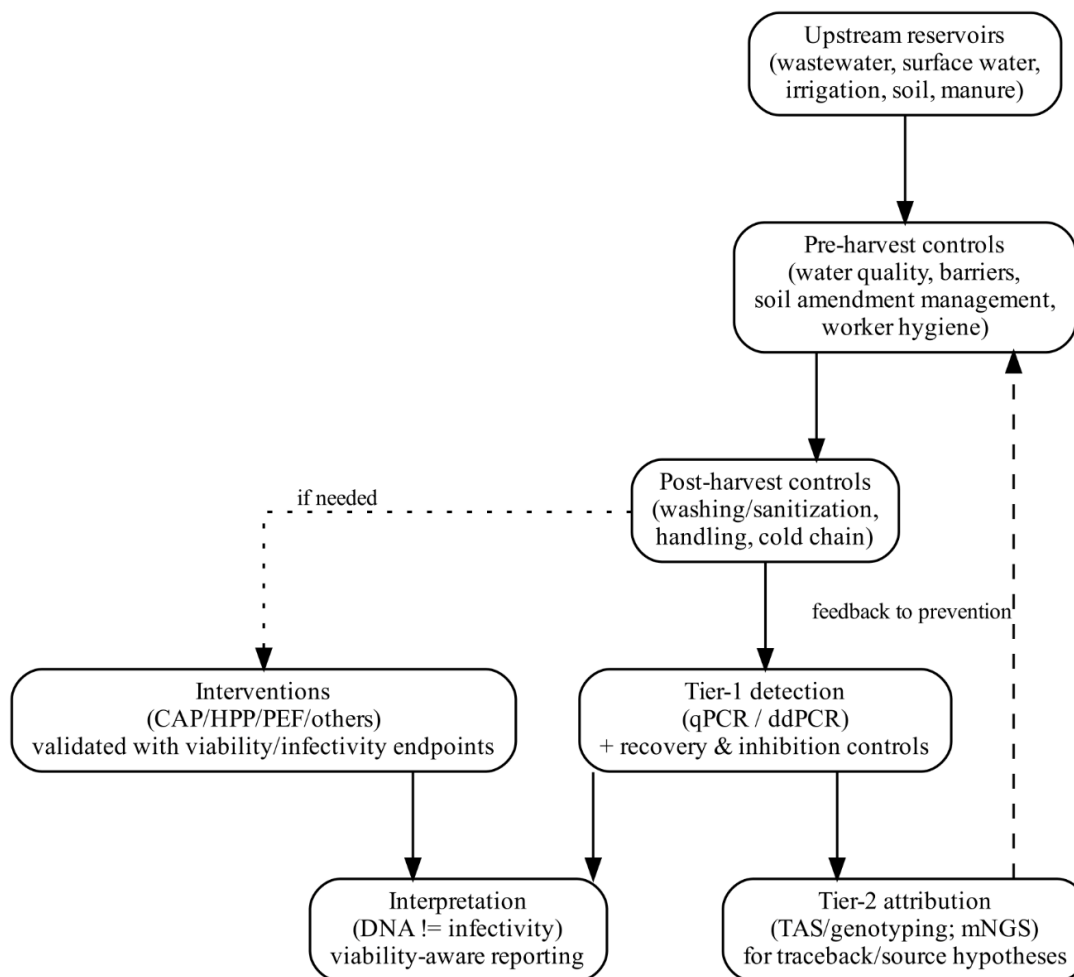 Upstream reservoirs
(wastewater, surface water,
irrigation, soil, manure)
Pre-harvest controls
(water quality, barriers,
soil amendment management,
worker hygiene)
Post-harvest controls
(washing/sanitization,
handling, cold chain)
if needed
feedback to prevention
Interventions
(CAP/HPP/PEF/others)
validated with viability/infectivity endpoints
Tier-1 detection
(qPCR / ddPCR)
+ recovery & inhibition controls
Interpretation
(DNA != infectivity)
viability-aware reporting
Tier-2 attribution
(TAS/genotyping; mNGS)
for traceback/source hypotheses